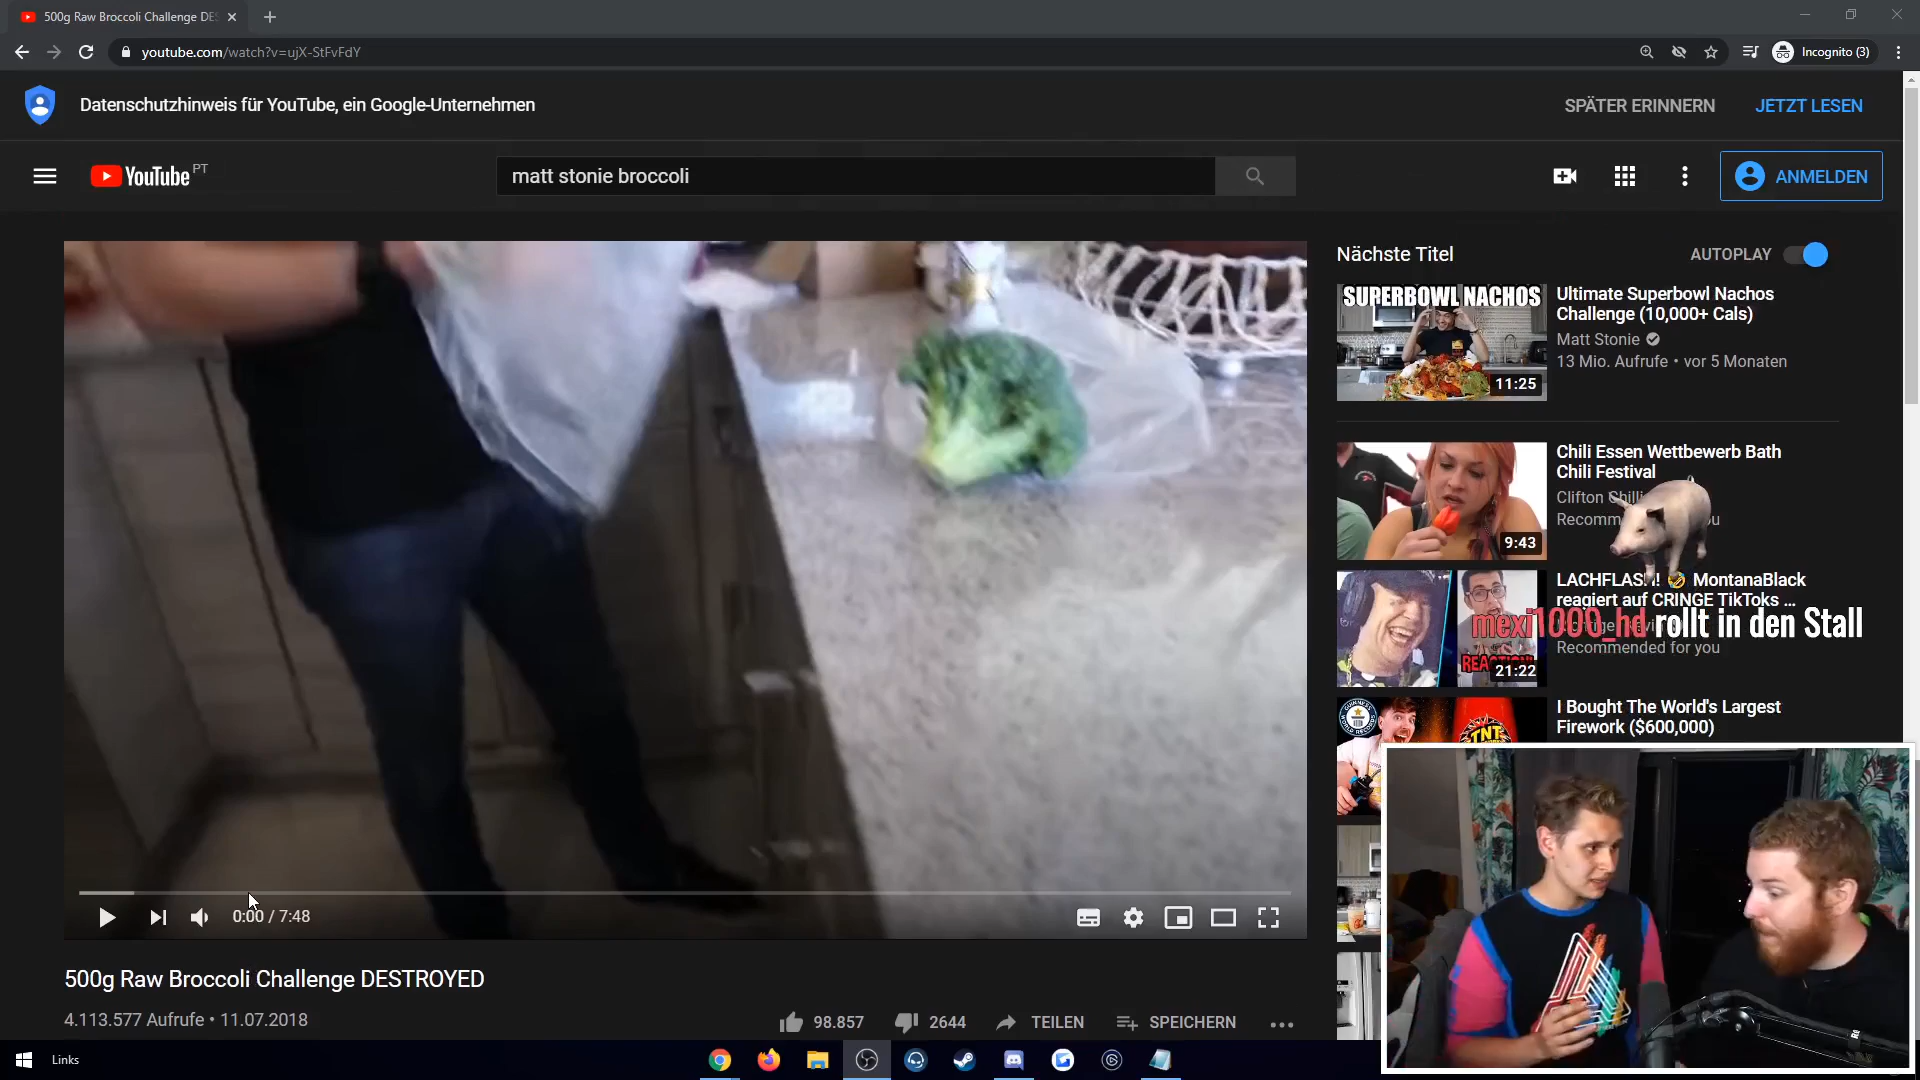 500g Raw Broccoli Challenge DE
youtube.com/watch?v=ujX-StFvFdY
Incognito (3)
Datenschutzhinweis für YouTube, ein Google-Unternehmen
SPÄTER ERINNERN
JETZT LESEN
YouTube PT
matt stonie broccoli
ANMELDEN
Nächste Titel
AUTOPLAY
SUPERBOWL NACHOS
11:25
Ultimate Superbowl Nachos
Challenge (10,000+ Cals)
Matt Stonie
13 Mio. Aufrufe • vor 5 Monaten
9:43
Chili Essen Wettbewerb Bath
Chili Festival
Clifton
LACHFLASH! 🤣 MontanaBlack
reagiert auf CRINGE TikToks ...
mexi1000_hd rollt in den Stall
Recommended for you
21:22
I Bought The World's Largest
Firework ($600,000)
TNT
0:00 / 7:48
500g Raw Broccoli Challenge DESTROYED
4.113.577 Aufrufe • 11.07.2018
98.857
2644
TEILEN
SPEICHERN
Links